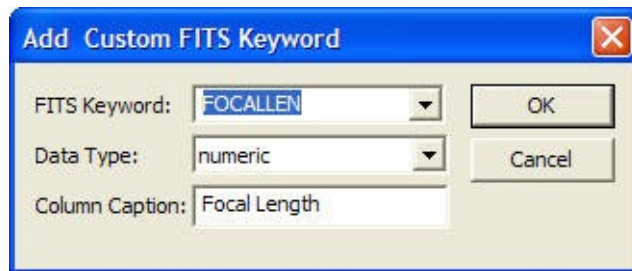 Add Custom FITS Keyword
FITS Keyword: FOCALLEN OK
Data Type: numeric Cancel
Column Caption: Focal Length